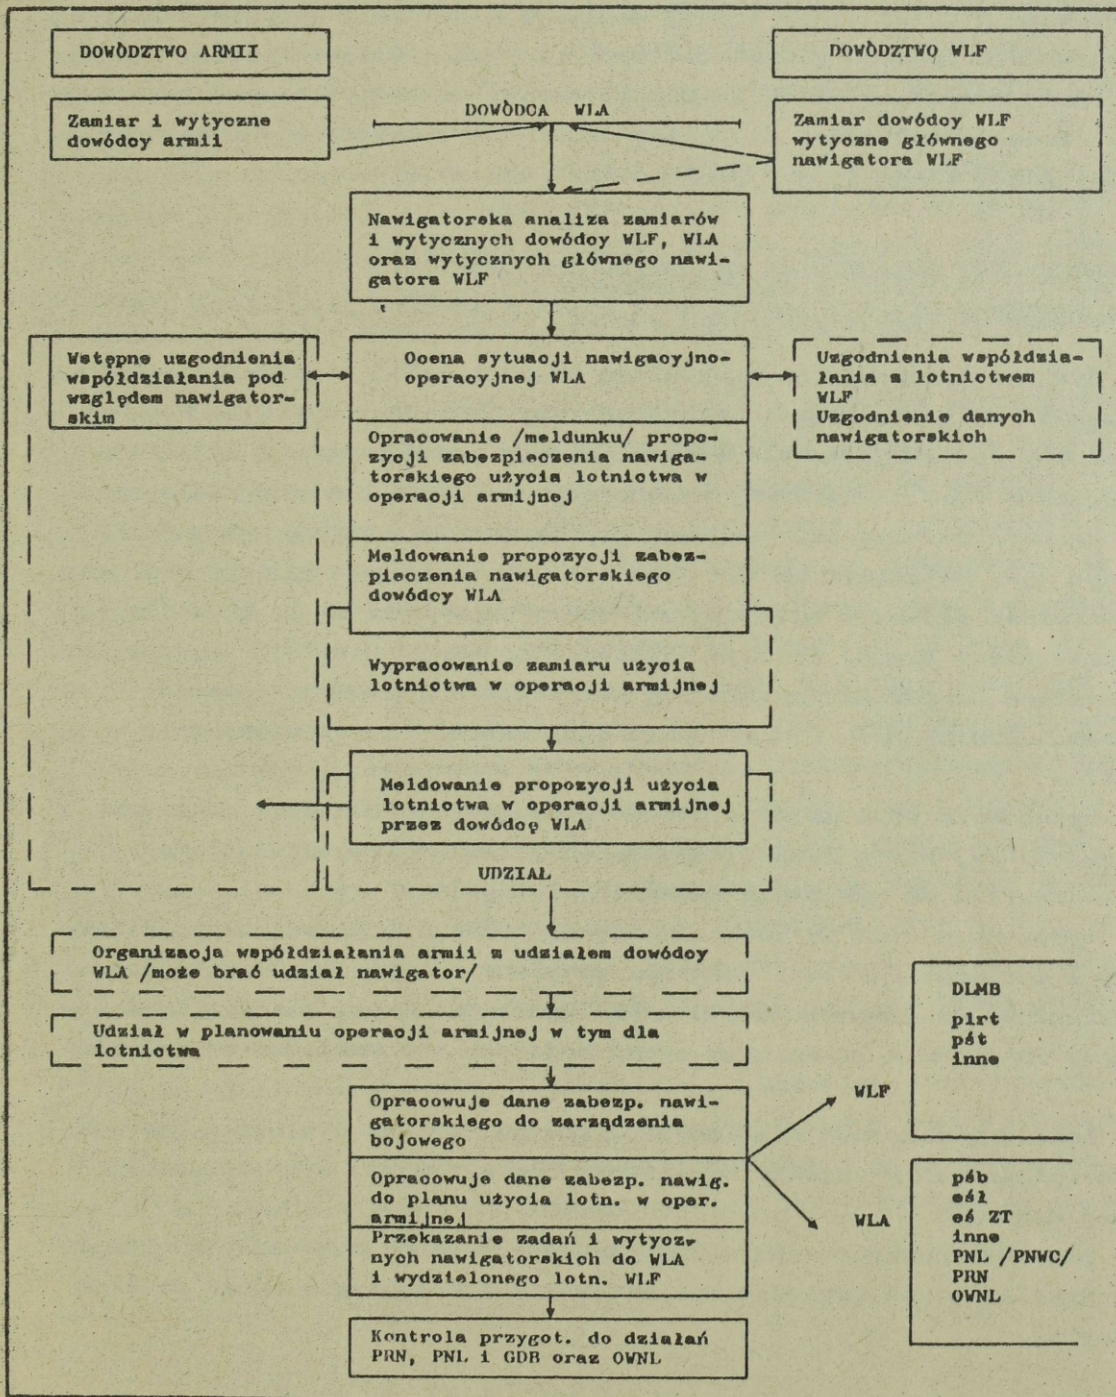 DOWÓDZTWO ARMII
DOWÓDZTWO WLF
Zamiar i wytyczne
dowódcy armii
DOWÓDCA WLA
Zamiar dowódcy WLF
wytyczne głównego
nawigatora WLF
Nawigatorska analiza zamiarów
i wytycznych dowódcy WLF, WLA
oraz wytycznych głównego nawi-
gatora WLF
Wstępne uzgodnienia
współdziałania pod
względem nawigator-
skim
Ocena sytuacji nawigacyjno-
operacyjnej WLA
Uzgodnienia współdzia-
łania z lotnictwem
WLF
Uzgodnienie danych
nawigatorskich
Opracowanie /meldunku/ propo-
zycji zabezpieczenia nawiga-
torskiego użycia lotnictwa w
operacji armijnej
Meldowanie propozycji zabez-
pieczenia nawigatorskiego
dowódcy WLA
Wypracowanie zamiaru użycia
lotnictwa w operacji armijnej
Meldowanie propozycji użycia
lotnictwa w operacji armijnej
przez dowódcę WLA
UDZIAŁ
Organizacja współdziałania armii z udziałem dowódcy
WLA /może brać udział nawigator/
Udział w planowaniu operacji armijnej w tym dla
lotnictwa
Opracowuje dane zabezp. nawi-
gatorskiego do zarządzenia
bojowego
Opracowuje dane zabezp. nawig.
do planu użycia lotn. w oper.
armijnej
Przekazanie zadań i wytycz-
nych nawigatorskich do WLA
i wydzielonego lotn. WLF
Kontrola przygot. do działań
PRN, PNL i GDB oraz OWNL
WLF
DLMB
plrt
pśt
inne
WLA
pśb
eśł
eś ZT
inne
PNL /PNWC/
PRN
OWNL